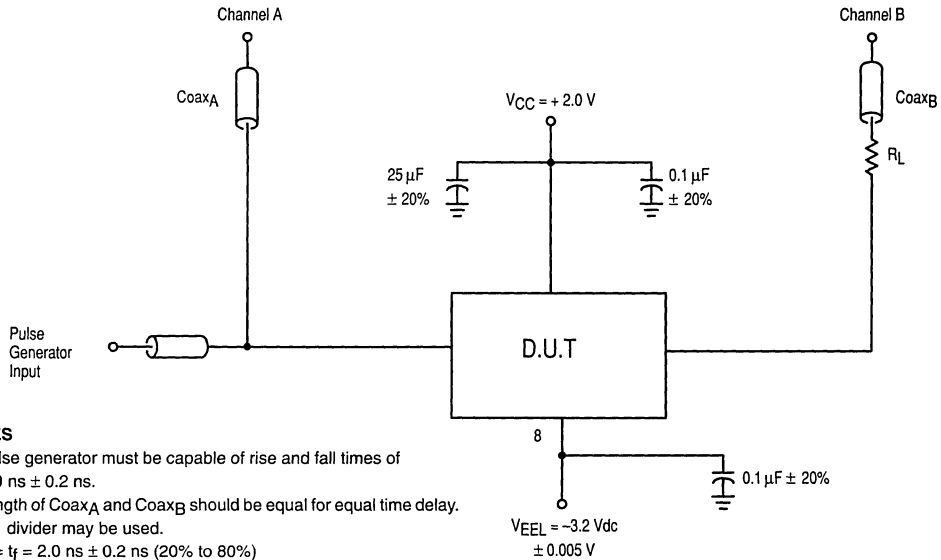 Channel A
Channel B
CoaxA
CoaxB
VCC = + 2.0 V
RL
25 µF
± 20%
0.1 µF
± 20%
Pulse
Generator
Input
D.U.T
8
generator must be capable of rise and fall times of
ns ± 0.2 ns.
of CoaxA and CoaxB should be equal for equal time delay.
divider may be used.
= tf = 2.0 ns ± 0.2 ns (20% to 80%)
0.1 µF ± 20%
VEEL = –3.2 Vdc
± 0.005 V